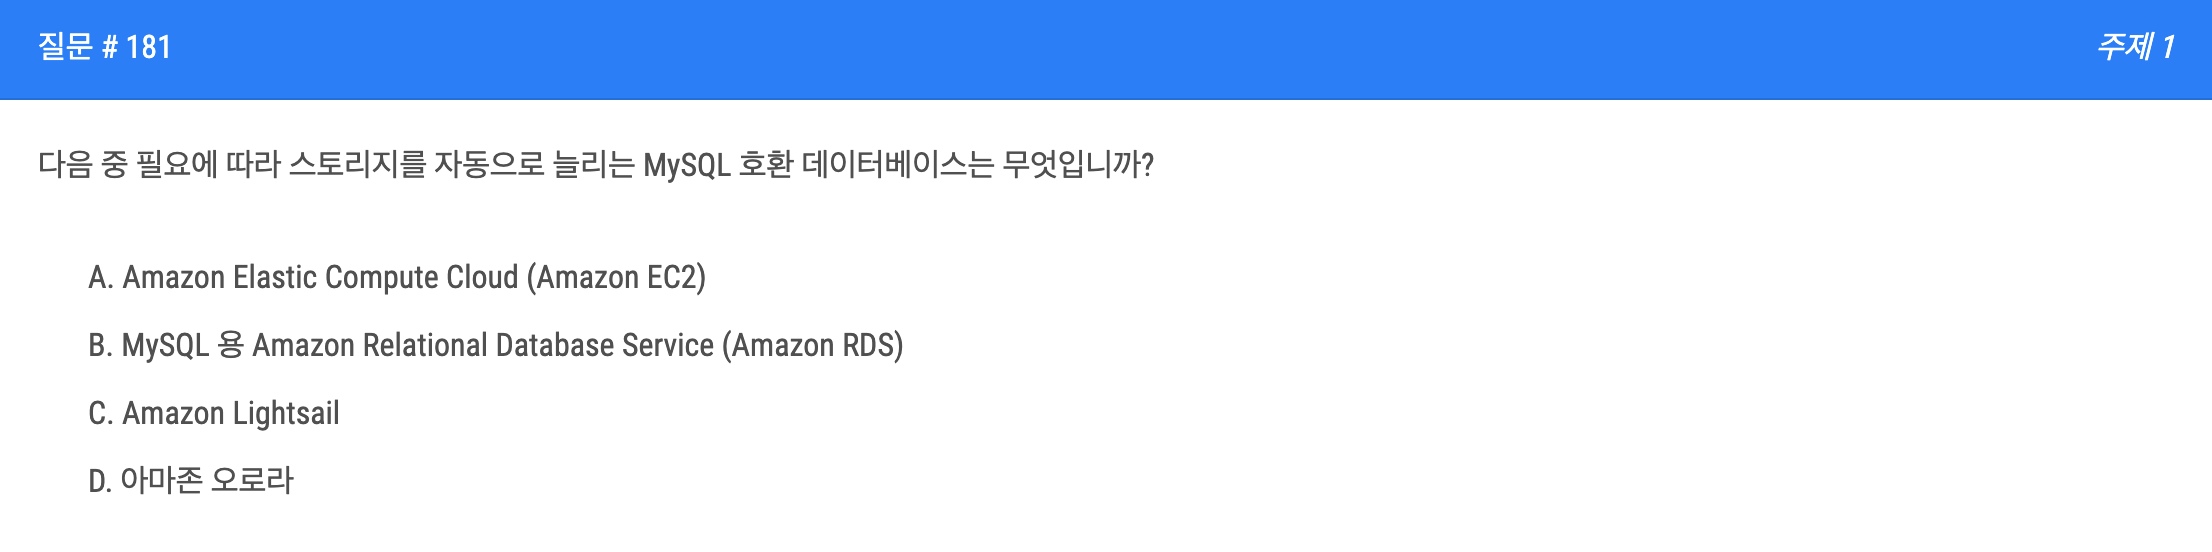 질문 # 181
주제 1
다음 중 필요에 따라 스토리지를 자동으로 늘리는 MySQL 호환 데이터베이스는 무엇입니까?
A. Amazon Elastic Compute Cloud (Amazon EC2)
B. MySQL 용 Amazon Relational Database Service (Amazon RDS)
C. Amazon Lightsail
D. 아마존 오로라